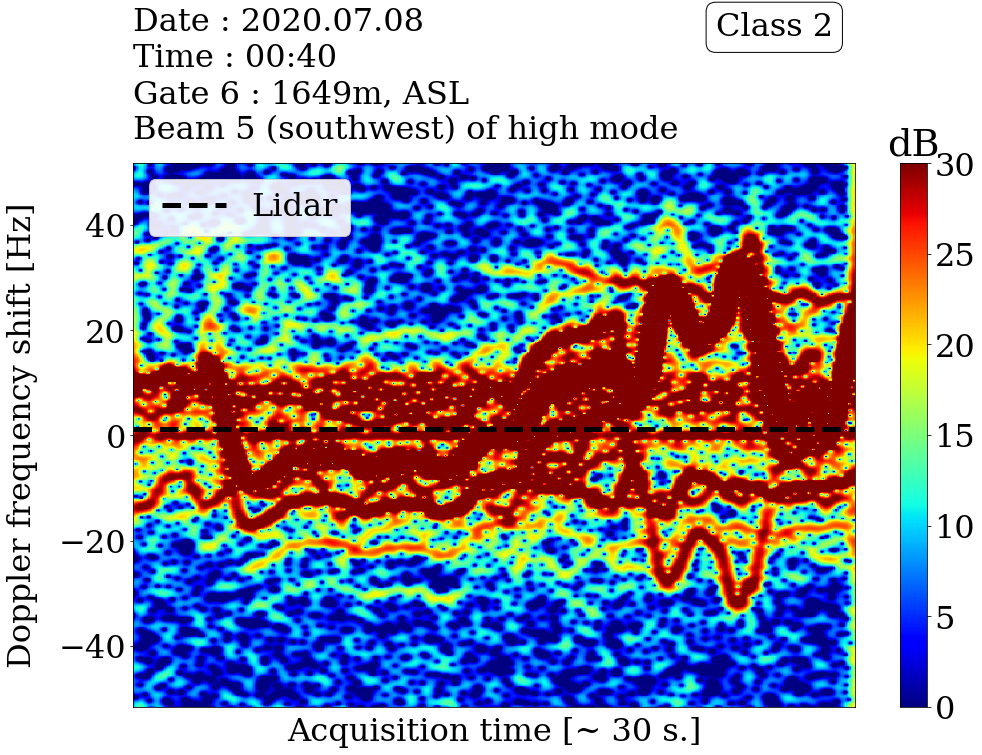 Date : 2020.07.08
Time : 00:40
Gate 6 : 1649m, ASL
Beam 5 (southwest) of high mode
Class 2
dB
Lidar
Doppler frequency shift [Hz]
40
20
0
−20
−40
30
25
20
15
10
5
0
Acquisition time [~ 30 s.]